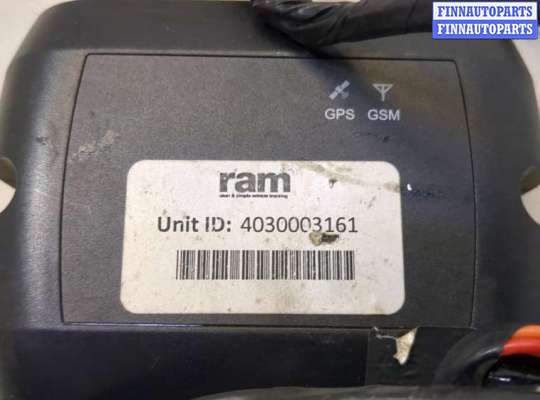 FINNAUTOPARTS
FINNAUTOPARTS
GPS GSM
ram
Unit ID: 4030003161